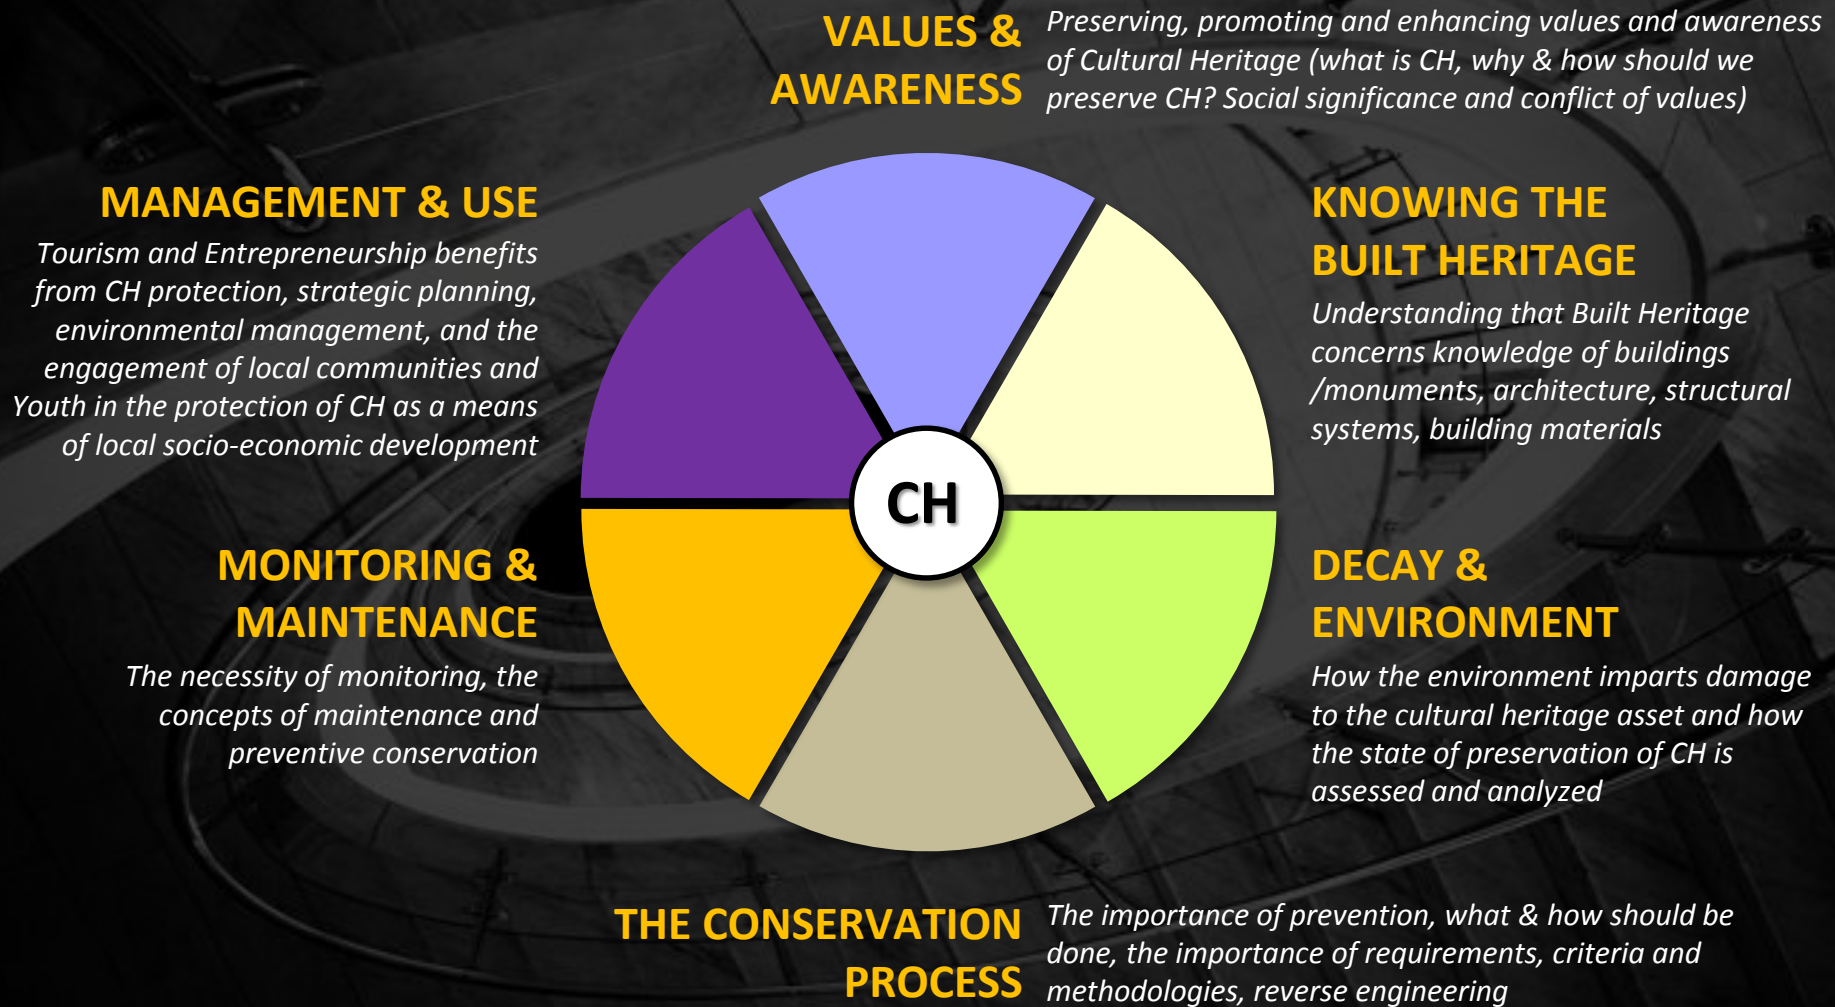 VALUES &
AWARENESS
Preserving, promoting and enhancing values and awareness
of Cultural Heritage (what is CH, why & how should we
preserve CH? Social significance and conflict of values)
KNOWING THE
BUILT HERITAGE
Understanding that Built Heritage
concerns knowledge of buildings
/monuments, architecture, structural
systems, building materials
DECAY &
ENVIRONMENT
How the environment imparts damage
to the cultural heritage asset and how
the state of preservation of CH is
assessed and analyzed
THE CONSERVATION
PROCESS
The importance of prevention, what & how should be
done, the importance of requirements, criteria and
methodologies, reverse engineering
MONITORING &
MAINTENANCE
The necessity of monitoring, the
concepts of maintenance and
preventive conservation
MANAGEMENT & USE
Tourism and Entrepreneurship benefits
from CH protection, strategic planning,
environmental management, and the
engagement of local communities and
Youth in the protection of CH as a means
of local socio-economic development
CH